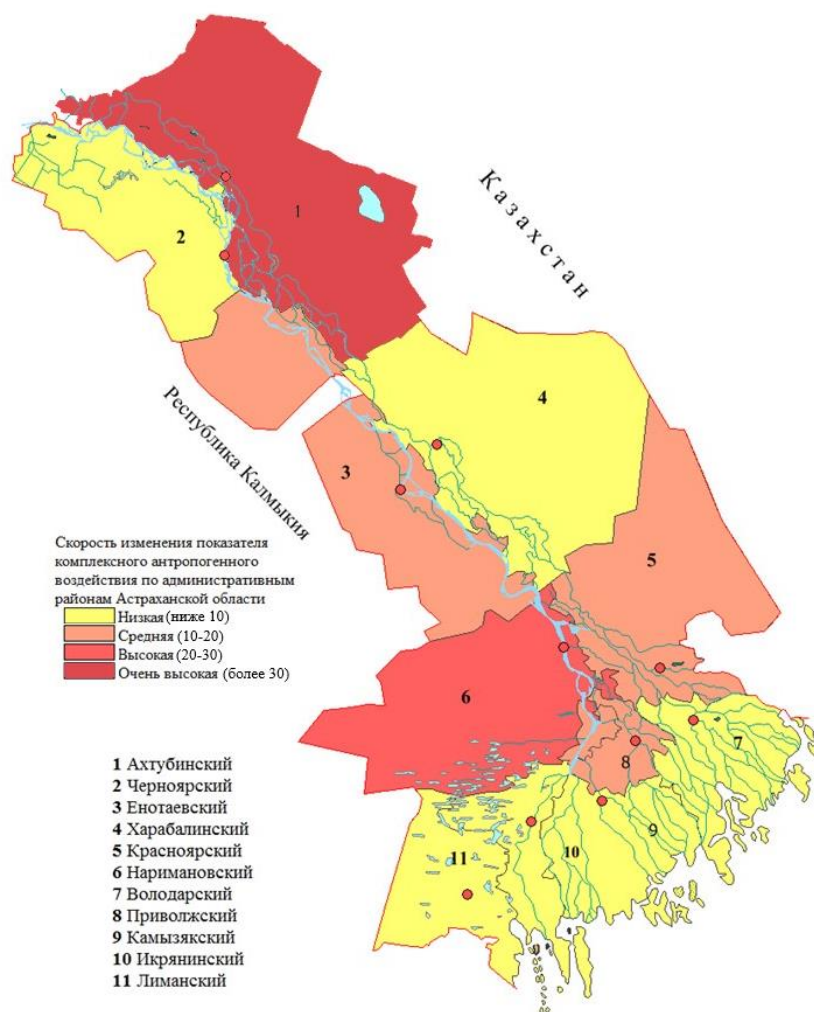 1
Казахстан
2
4
Республика Калмыкия
3
5
6
7
8
9
10
11
Скорость изменения показателя
комплексного антропогенного
воздействия по административным
районам Астраханской области
Низкая (ниже 10)
Средняя (10-20)
Высокая (20-30)
Очень высокая (более 30)
1 Ахтубинский
2 Черноярский
3 Енотаевский
4 Харабалинский
5 Красноярский
6 Наримановский
7 Володарский
8 Приволжский
9 Камызякский
10 Икрянинский
11 Лиманский